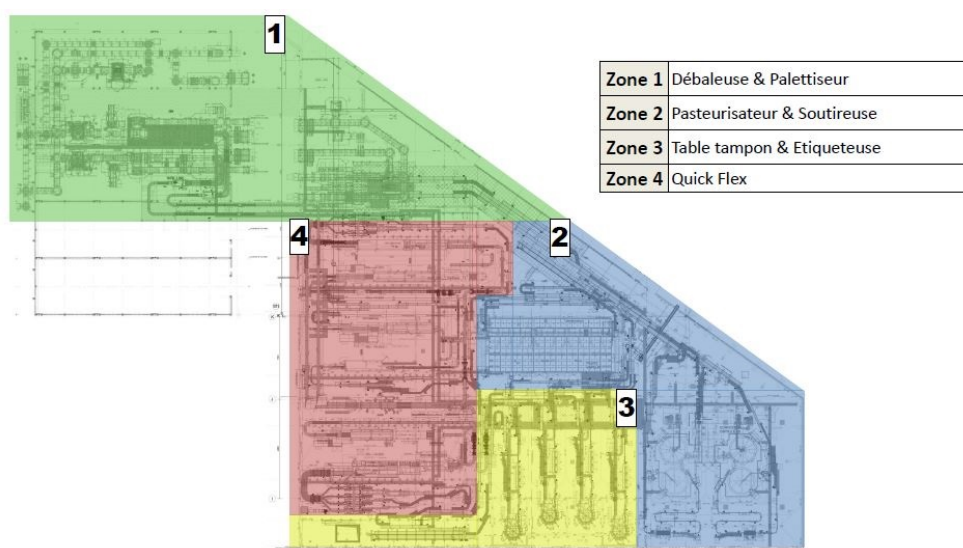 1
Zone 1 Débaleuse & Palettiseur
Zone 2 Pasteurisateur & Soutireuse
Zone 3 Table tampon & Etiqueteuse
Zone 4 Quick Flex
4
2
3